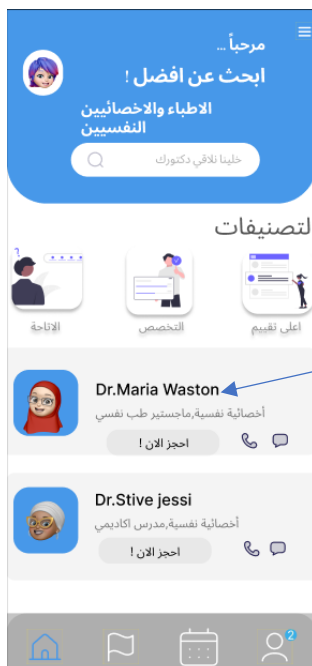 مرحباً ...
ابحث عن افضل !
الاطباء والاخصائيين
النفسيين
خلينا نلاقي دكتورك
لتصنيفات
اعلى تقييم
التخصص
الاتاحة
Dr.Maria Waston
أخصائية نفسية,ماجستير طب نفسي
احجز الان !
Dr.Stive jessi
أخصائية نفسية,مدرس اكاديمي
احجز الان !
2